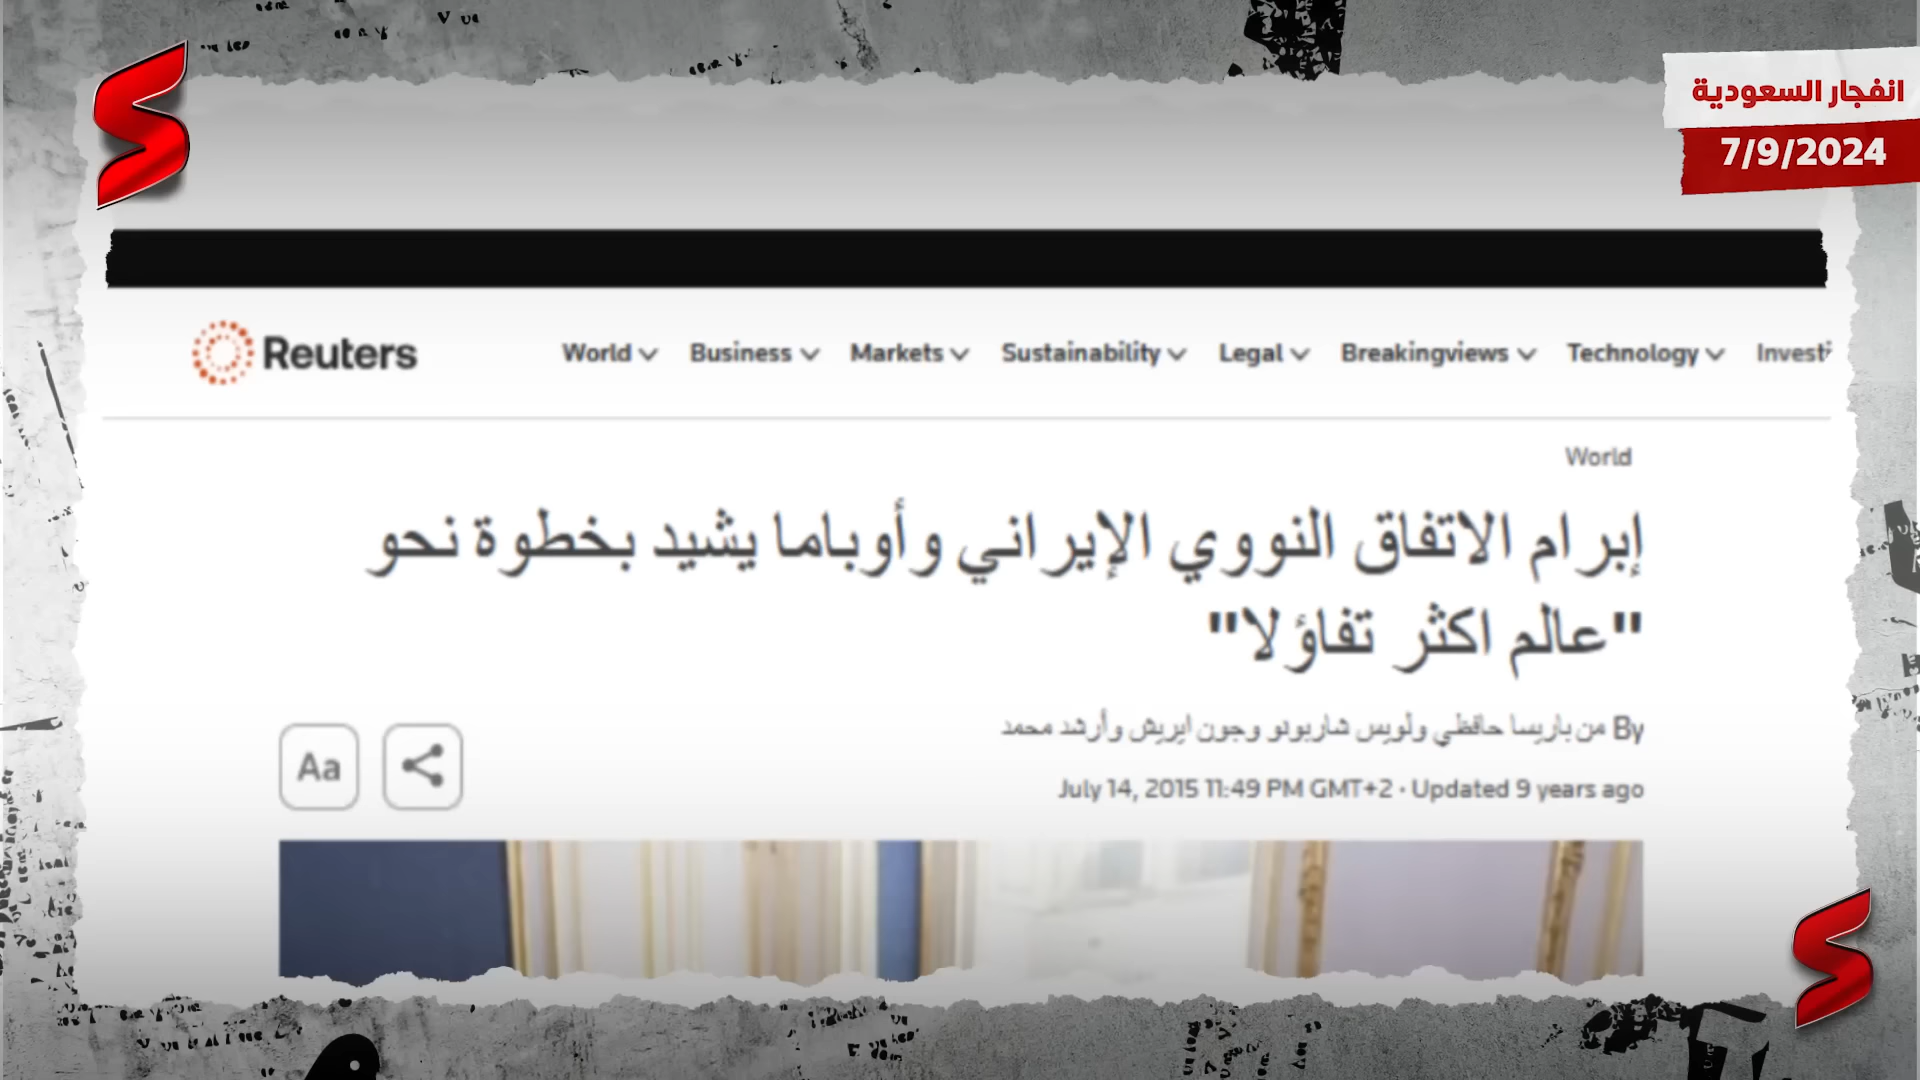 انفجار السعودية
7/9/2024
Reuters
World
Business
Markets
Sustainability
Legal
Breakingviews
Technology
Investi
World
إبرام الاتفاق النووي الإيراني وأوباما يشيد بخطوة نحو
"عالم اكثر تفاؤلا"
By من باريسا حافظي ولويس شاربونو وجون ايريش وأرشد محمد
July 14, 2015 11:49 PM GMT+2 · Updated 9 years ago
Aa